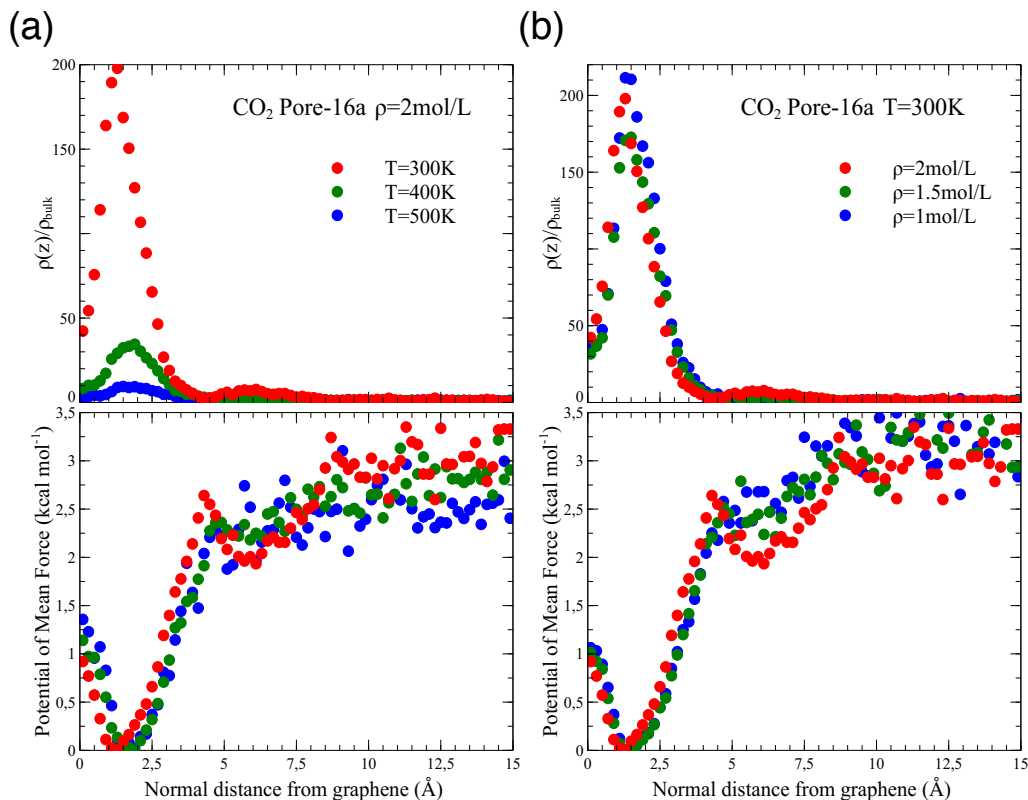 (a)
(b)
CO₂ Pore-16a ρ=2mol/L
T=300K
T=400K
T=500K
ρ(z)/ρbulk
200
150
100
50
CO₂ Pore-16a T=300K
ρ=2mol/L
ρ=1.5mol/L
ρ=1mol/L
ρ(z)/ρbulk
200
150
100
50
Potential of Mean Force (kcal mol⁻¹)
3,5
3
2,5
2
1,5
1
0,5
0
0
2,5
5
7,5
10
12,5
15
Normal distance from graphene (Å)
Potential of Mean Force (kcal mol⁻¹)
3,5
3
2,5
2
1,5
1
0,5
0
0
2,5
5
7,5
10
12,5
15
Normal distance from graphene (Å)